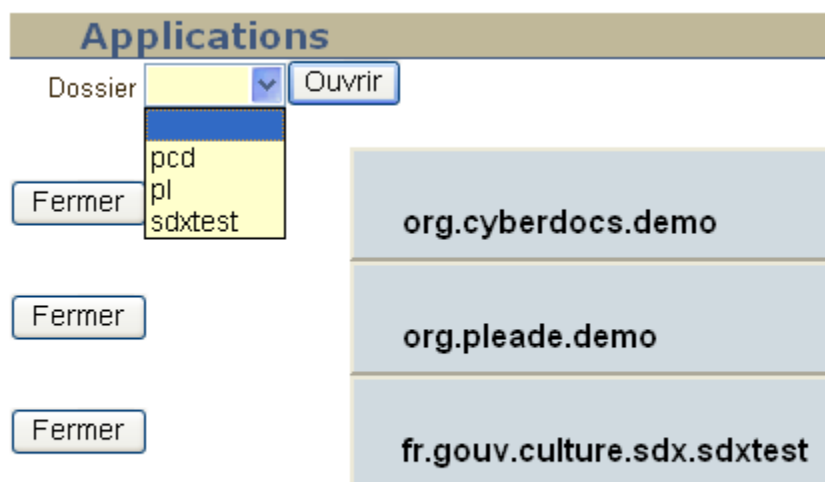 Applications
Dossier Ouvrir
pcd
pl
sdxtest
Fermer org.cyberdocs.demo
Fermer org.pleade.demo
Fermer fr.gouv.culture.sdx.sdxtest